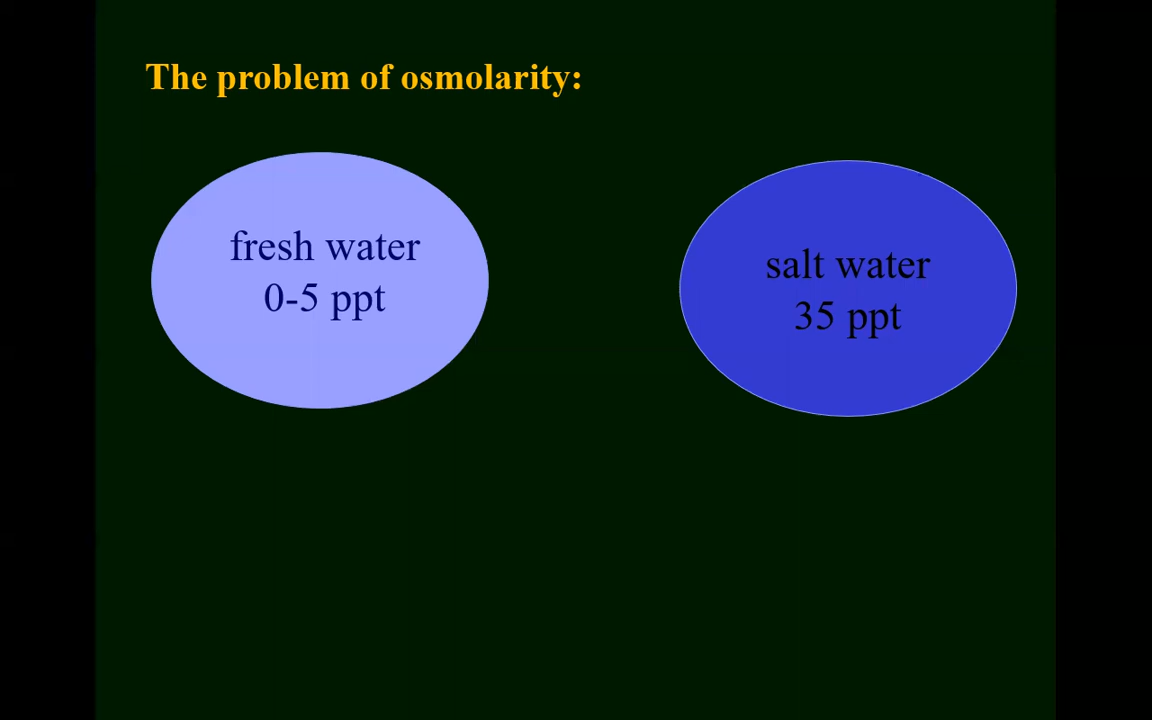 The problem of osmolarity:
fresh water
0-5 ppt
salt water
35 ppt